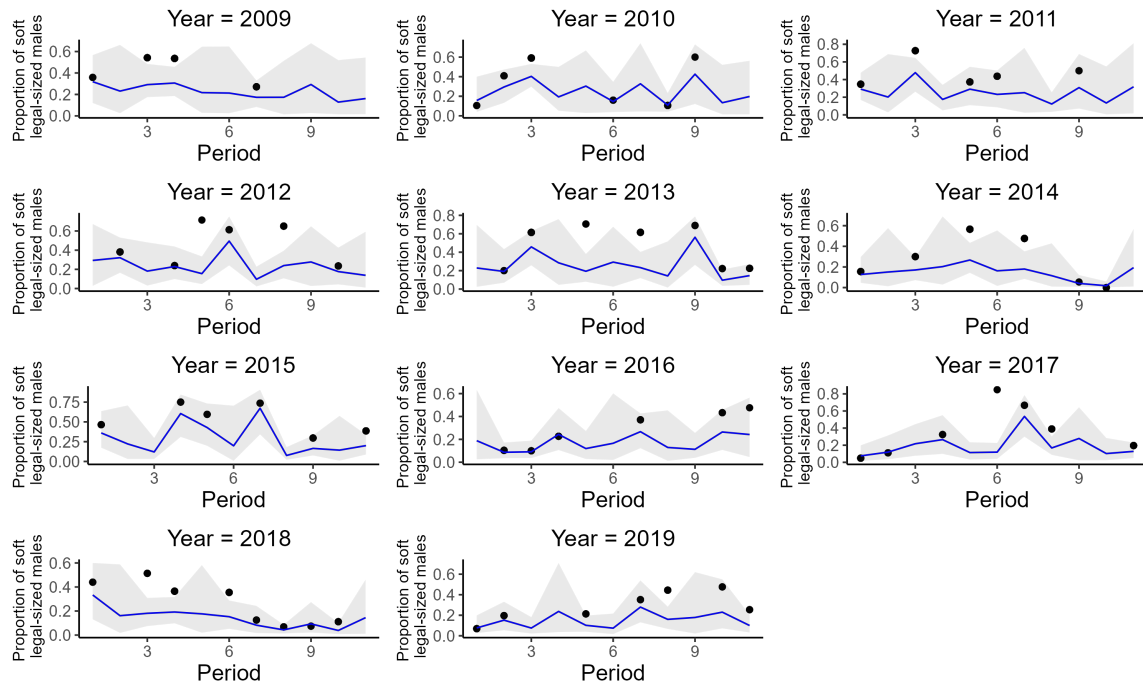 Year = 2009
Proportion of soft
legal-sized males
0.6
0.4
0.2
0.0
3 6 9
Period
Year = 2010
Proportion of soft
legal-sized males
0.6
0.4
0.2
0.0
3 6 9
Period
Year = 2011
Proportion of soft
legal-sized males
0.8
0.6
0.4
0.2
0.0
3 6 9
Period
Year = 2012
Proportion of soft
legal-sized males
0.6
0.4
0.2
0.0
3 6 9
Period
Year = 2013
Proportion of soft
legal-sized males
0.8
0.6
0.4
0.2
0.0
3 6 9
Period
Year = 2014
Proportion of soft
legal-sized males
0.6
0.4
0.2
0.0
3 6 9
Period
Year = 2015
Proportion of soft
legal-sized males
0.75
0.50
0.25
0.00
3 6 9
Period
Year = 2016
Proportion of soft
legal-sized males
0.6
0.4
0.2
0.0
3 6 9
Period
Year = 2017
Proportion of soft
legal-sized males
0.8
0.6
0.4
0.2
0.0
3 6 9
Period
Year = 2018
Proportion of soft
legal-sized males
0.6
0.4
0.2
0.0
3 6 9
Period
Year = 2019
Proportion of soft
legal-sized males
0.6
0.4
0.2
0.0
3 6 9
Period